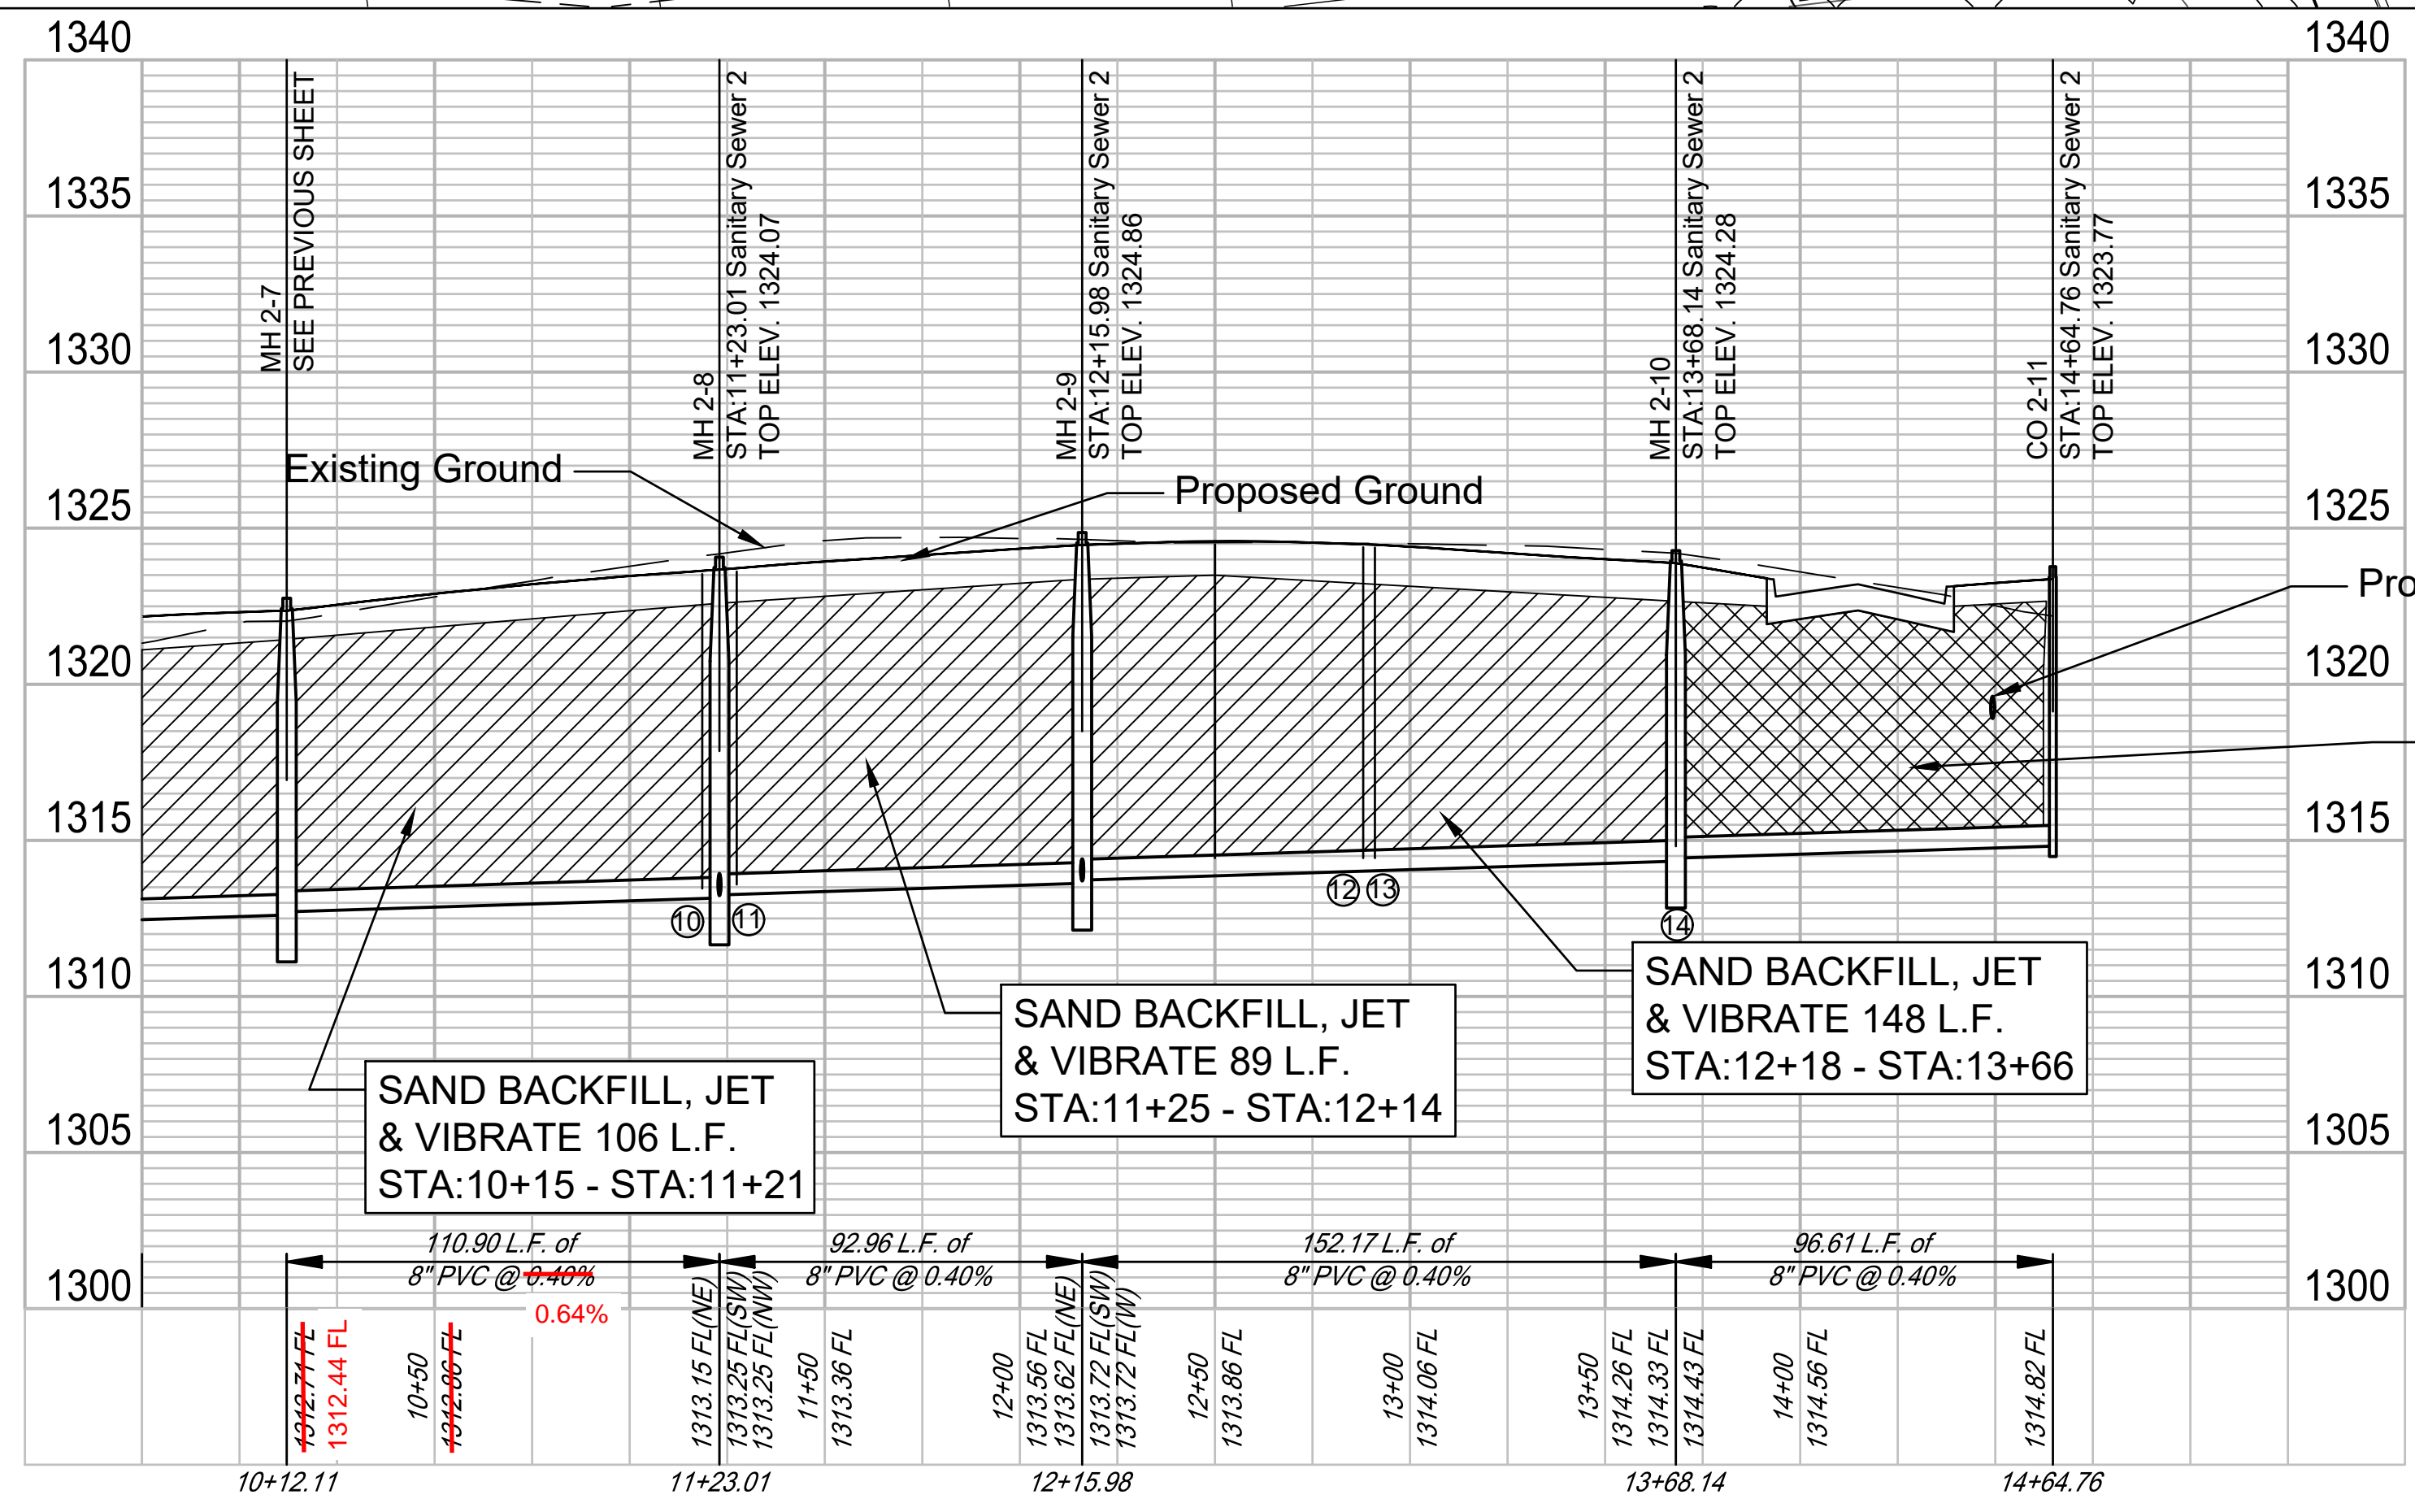 1340
1340
1335
1335
1330
1330
1325
1325
1320
1320
1315
1315
1310
1310
1305
1305
1300
1300
MH 2-7
SEE PREVIOUS SHEET
MH 2-8
STA:11+23.01 Sanitary Sewer 2
TOP ELEV. 1324.07
MH 2-9
STA:12+15.98 Sanitary Sewer 2
TOP ELEV. 1324.86
MH 2-10
STA:13+68.14 Sanitary Sewer 2
TOP ELEV. 1324.28
CO 2-11
STA:14+64.76 Sanitary Sewer 2
TOP ELEV. 1323.77
Existing Ground
Proposed Ground
Pro
10
11
12
13
14
SAND BACKFILL, JET
& VIBRATE 106 L.F.
STA:10+15 - STA:11+21
SAND BACKFILL, JET
& VIBRATE 89 L.F.
STA:11+25 - STA:12+14
SAND BACKFILL, JET
& VIBRATE 148 L.F.
STA:12+18 - STA:13+66
110.90 L.F. of
8" PVC @ 0.40%
0.64%
92.96 L.F. of
8" PVC @ 0.40%
152.17 L.F. of
8" PVC @ 0.40%
96.61 L.F. of
8" PVC @ 0.40%
1312.71 FL
1312.44 FL
10+50
1312.86 FL
1313.15 FL(NE)
1313.25 FL(SW)
1313.25 FL(NW)
11+50
1313.36 FL
12+00
1313.56 FL
1313.62 FL(NE)
1313.72 FL(SW)
1313.72 FL(W)
12+50
1313.86 FL
13+00
1314.06 FL
13+50
1314.26 FL
1314.33 FL
1314.43 FL
14+00
1314.56 FL
1314.82 FL
10+12.11
11+23.01
12+15.98
13+68.14
14+64.76